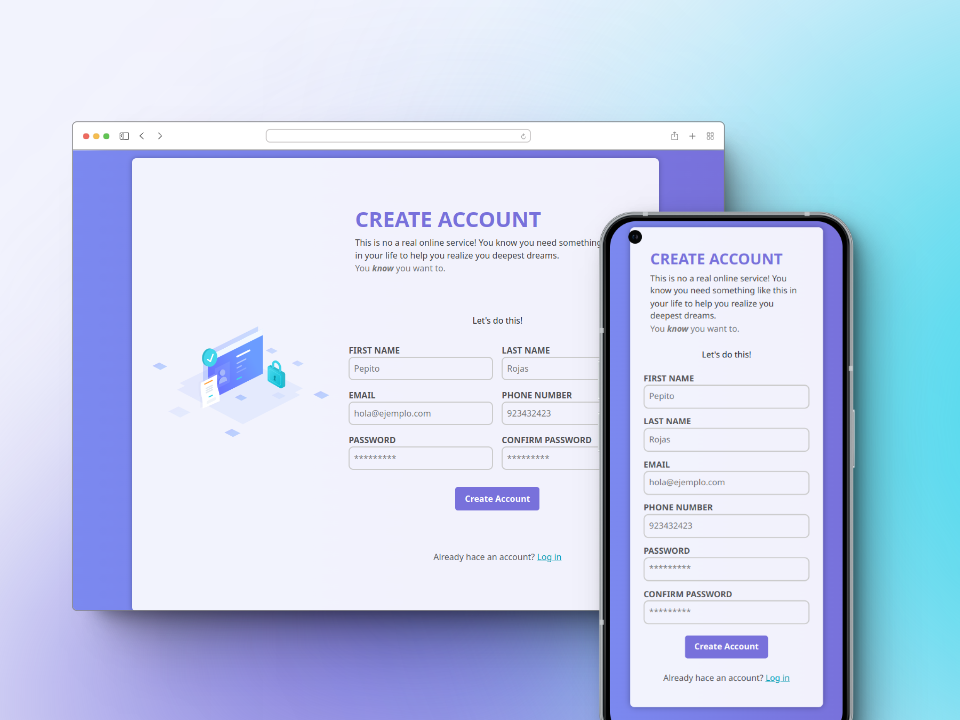 CREATE ACCOUNT
This is no a real online service! You know you need something
in your life to help you realize you deepest dreams.
You know you want to.
Let's do this!
FIRST NAME
LAST NAME
Pepito
Rojas
EMAIL
PHONE NUMBER
hola@ejemplo.com
923432423
PASSWORD
CONFIRM PASSWORD
*********
*********
Create Account
Already hace an account? Log in
CREATE ACCOUNT
This is no a real online service! You
know you need something like this in
your life to help you realize you
deepest dreams.
You know you want to.
Let's do this!
FIRST NAME
Pepito
LAST NAME
Rojas
EMAIL
hola@ejemplo.com
PHONE NUMBER
923432423
PASSWORD
*********
CONFIRM PASSWORD
*********
Create Account
Already hace an account? Log in